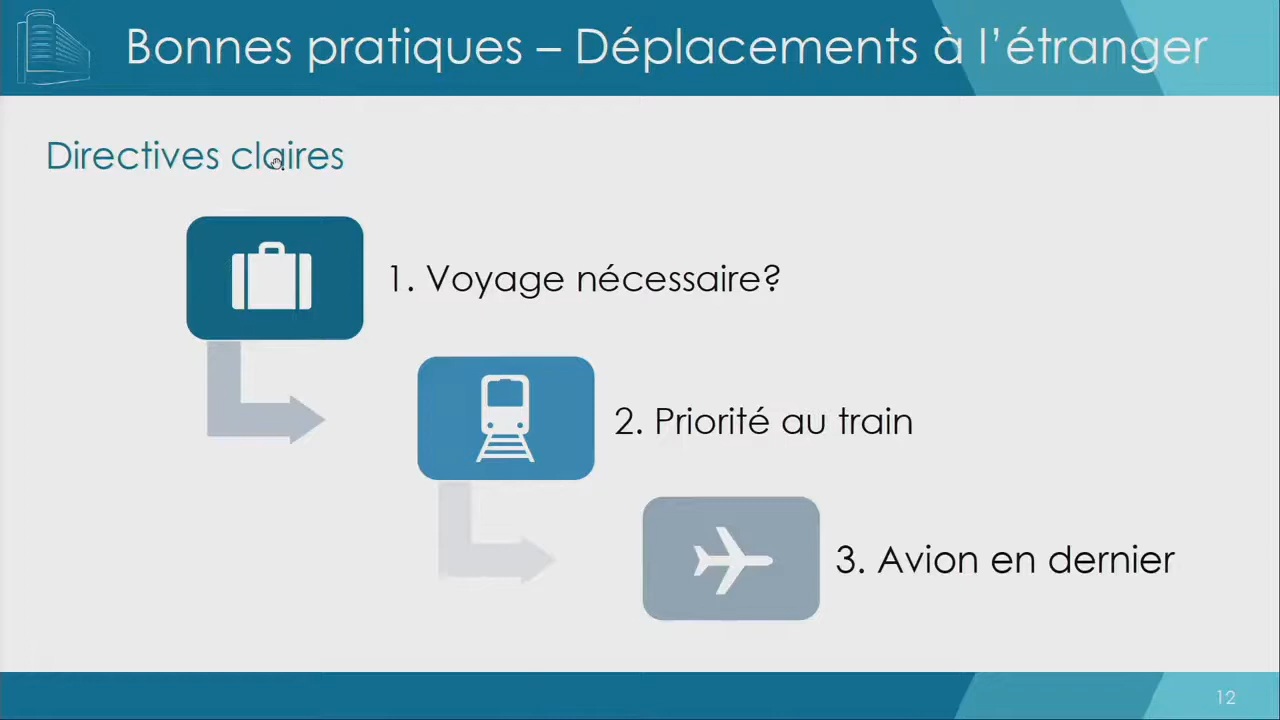 Bonnes pratiques – Déplacements à l’étranger
Directives claires
1. Voyage nécessaire?
2. Priorité au train
3. Avion en dernier
12